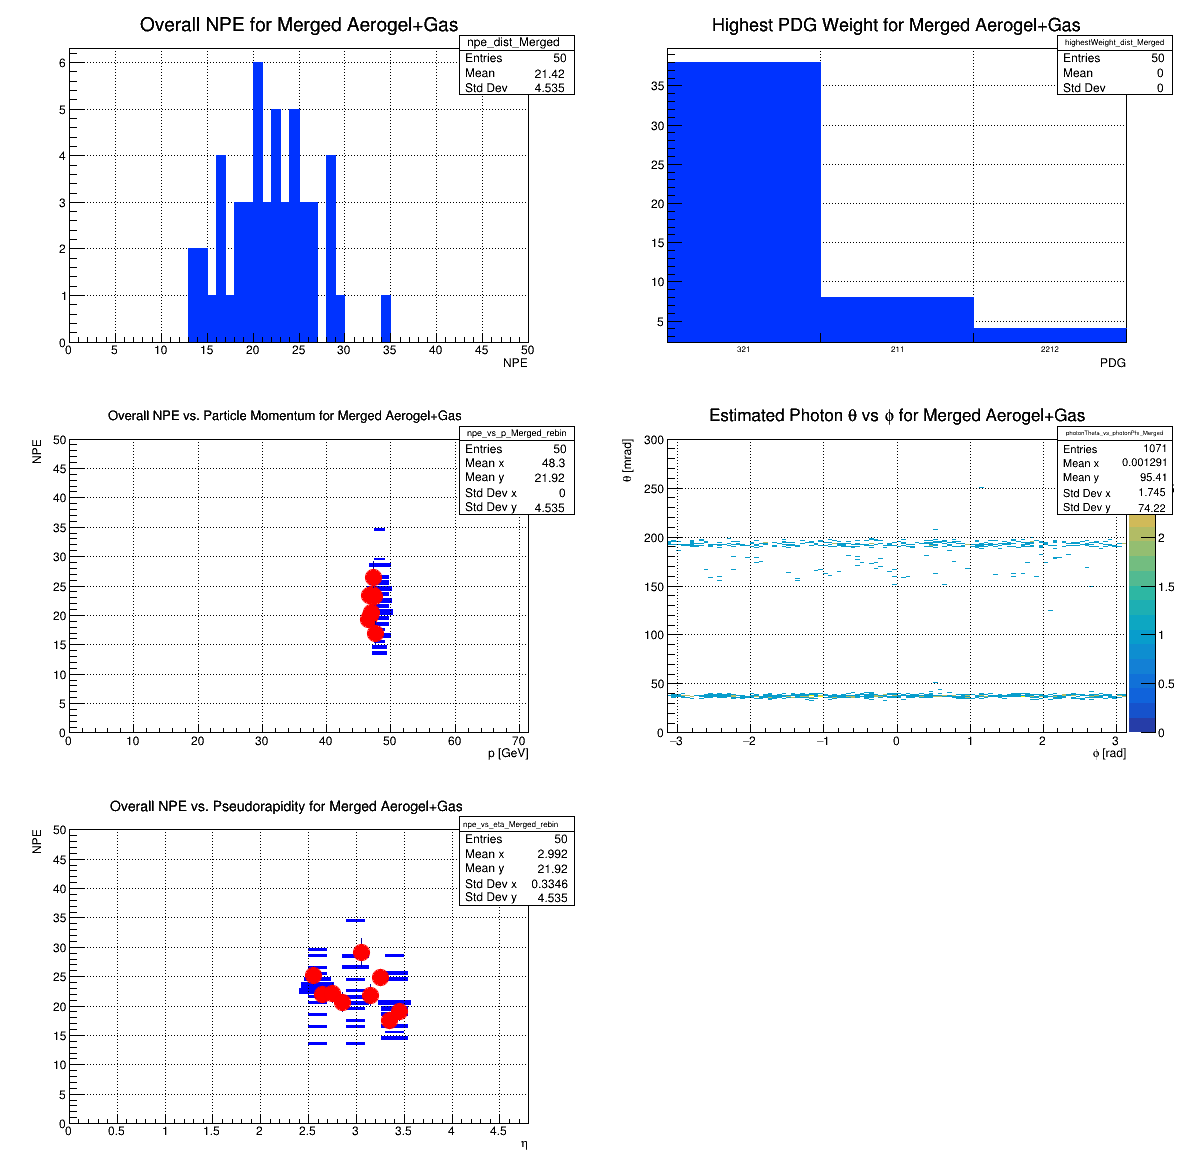 Overall NPE for Merged Aerogel+Gas
npe_dist_Merged
Entries 50
Mean 21.42
Std Dev 4.535
6
5
4
3
2
1
0
0 5 10 15 20 25 30 35 40 45 50
NPE
Highest PDG Weight for Merged Aerogel+Gas
highestWeight_dist_Merged
Entries 50
Mean 0
Std Dev 0
35
30
25
20
15
10
5
321 211 2212
PDG
Overall NPE vs. Particle Momentum for Merged Aerogel+Gas
npe_vs_p_Merged_rebin
Entries 50
Mean x 48.3
Mean y 21.92
Std Dev x 0
Std Dev y 4.535
NPE
50
45
40
35
30
25
20
15
10
5
0
0 10 20 30 40 50 60 70
p [GeV]
Estimated Photon θ vs ϕ for Merged Aerogel+Gas
photonTheta_vs_photonPhi_Merged
Entries 1071
Mean x 0.001291
Mean y 95.41
Std Dev x 1.745
Std Dev y 74.22
θ [mrad]
300
250
200
150
100
50
0
−3 −2 −1 0 1 2 3
ϕ [rad]
2
1.5
1
0.5
0
Overall NPE vs. Pseudorapidity for Merged Aerogel+Gas
npe_vs_eta_Merged_rebin
Entries 50
Mean x 2.992
Mean y 21.92
Std Dev x 0.3346
Std Dev y 4.535
NPE
50
45
40
35
30
25
20
15
10
5
0
0 0.5 1 1.5 2 2.5 3 3.5 4 4.5
η